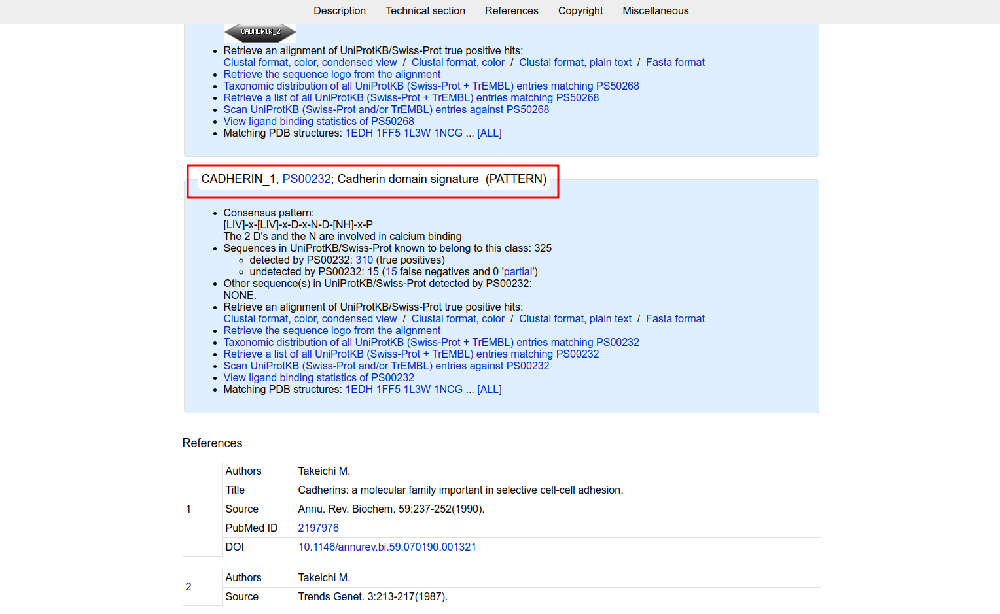 Description Technical section References Copyright Miscellaneous
CADHERIN_2
Retrieve an alignment of UniProtKB/Swiss-Prot true positive hits:
Clustal format, color, condensed view / Clustal format, color / Clustal format, plain text / Fasta format
Retrieve the sequence logo from the alignment
Taxonomic distribution of all UniProtKB (Swiss-Prot + TrEMBL) entries matching PS50268
Retrieve a list of all UniProtKB (Swiss-Prot + TrEMBL) entries matching PS50268
Scan UniProtKB (Swiss-Prot and/or TrEMBL) entries against PS50268
View ligand binding statistics of PS50268
Matching PDB structures: 1EDH 1FF5 1L3W 1NCG ... [ALL]
CADHERIN_1, PS00232; Cadherin domain signature (PATTERN)
Consensus pattern:
[LIV]-x-[LIV]-x-D-x-N-D-[NH]-x-P
The 2 D's and the N are involved in calcium binding
Sequences in UniProtKB/Swiss-Prot known to belong to this class: 325
detected by PS00232: 310 (true positives)
undetected by PS00232: 15 (15 false negatives and 0 'partial')
Other sequence(s) in UniProtKB/Swiss-Prot detected by PS00232:
NONE.
Retrieve an alignment of UniProtKB/Swiss-Prot true positive hits:
Clustal format, color, condensed view / Clustal format, color / Clustal format, plain text / Fasta format
Retrieve the sequence logo from the alignment
Taxonomic distribution of all UniProtKB (Swiss-Prot + TrEMBL) entries matching PS00232
Retrieve a list of all UniProtKB (Swiss-Prot + TrEMBL) entries matching PS00232
Scan UniProtKB (Swiss-Prot and/or TrEMBL) entries against PS00232
View ligand binding statistics of PS00232
Matching PDB structures: 1EDH 1FF5 1L3W 1NCG ... [ALL]
References
1
Authors Takeichi M.
Title Cadherins: a molecular family important in selective cell-cell adhesion.
Source Annu. Rev. Biochem. 59:237-252(1990).
PubMed ID 2197976
DOI 10.1146/annurev.bi.59.070190.001321
2
Authors Takeichi M.
Source Trends Genet. 3:213-217(1987).